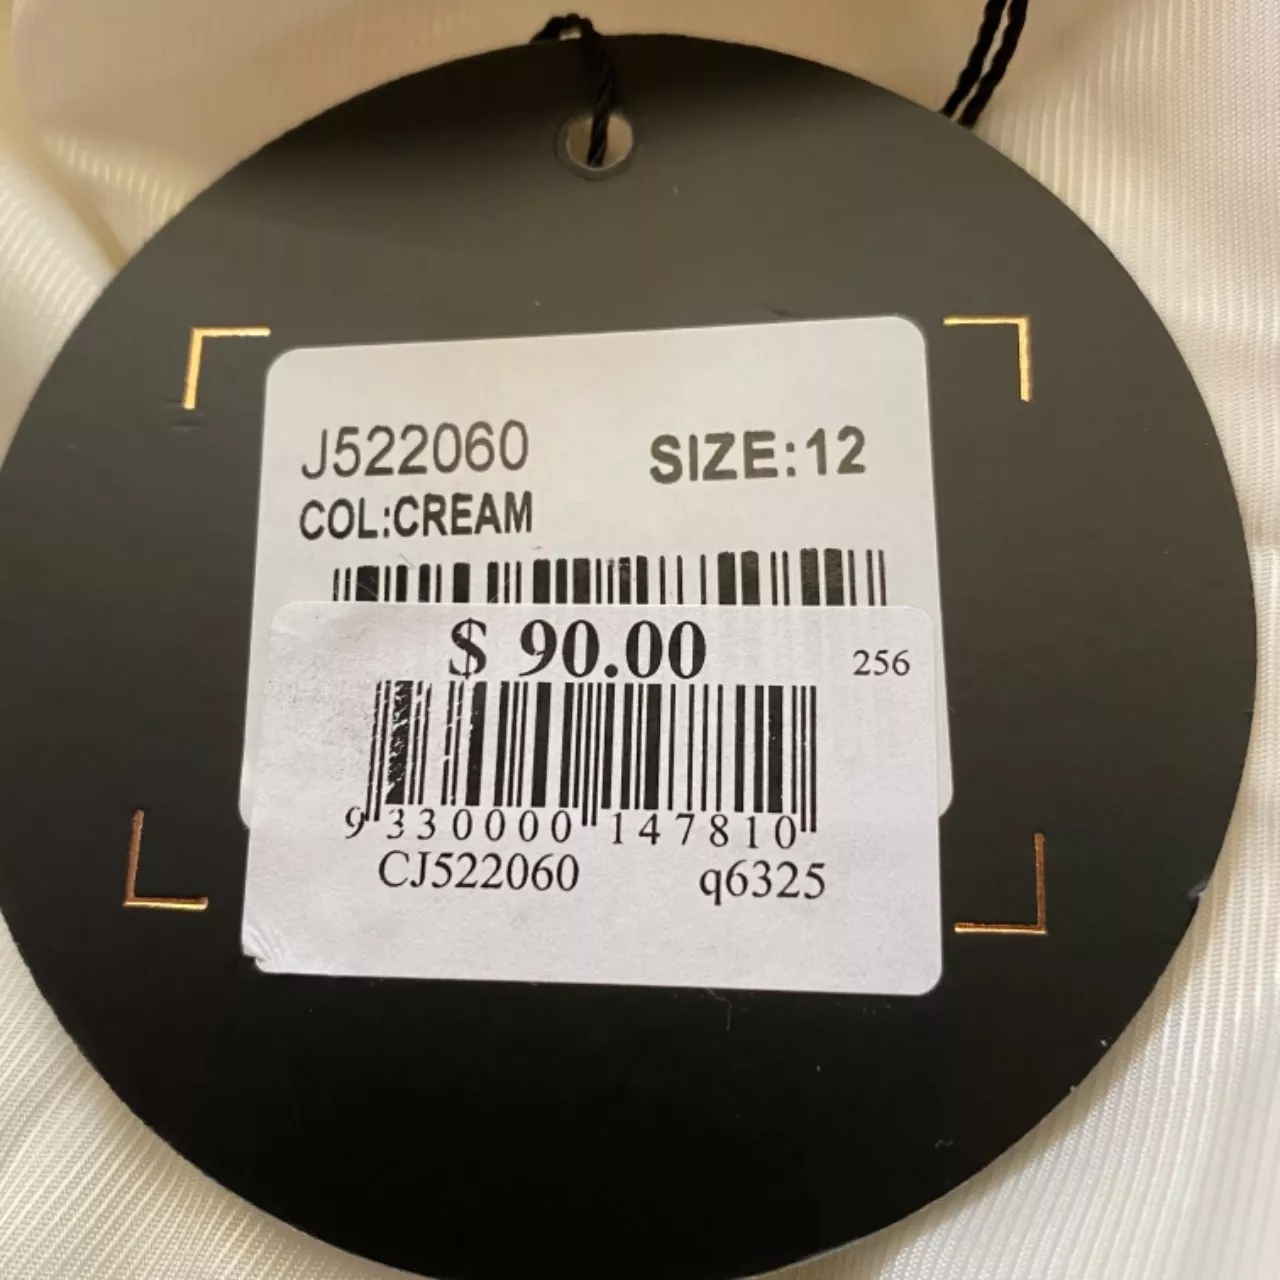 J522060 SIZE:12
COL:CREAM
$ 90.00
256
9 330000 147810
CJ522060 q6325